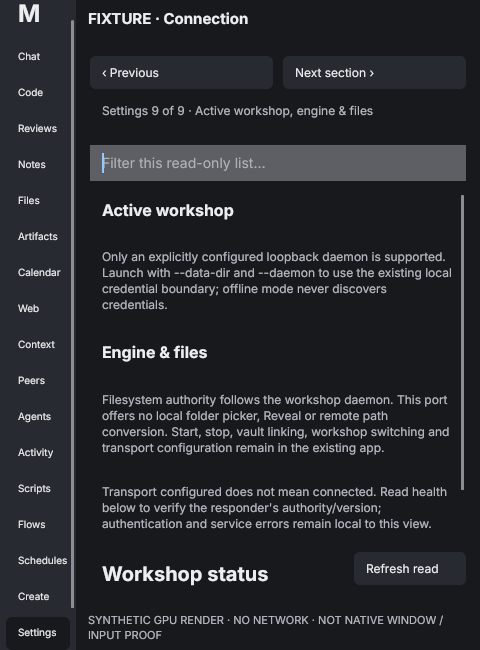 M
Chat
Code
Reviews
Notes
Files
Artifacts
Calendar
Web
Context
Peers
Agents
Activity
Scripts
Flows
Schedules
Create
Settings
FIXTURE · Connection
‹ Previous
Next section ›
Settings 9 of 9 · Active workshop, engine & files
Filter this read-only list...
Active workshop
Only an explicitly configured loopback daemon is supported.
Launch with --data-dir and --daemon to use the existing local
credential boundary; offline mode never discovers
credentials.
Engine & files
Filesystem authority follows the workshop daemon. This port
offers no local folder picker, Reveal or remote path
conversion. Start, stop, vault linking, workshop switching and
transport configuration remain in the existing app.
Transport configured does not mean connected. Read health
below to verify the responder's authority/version;
authentication and service errors remain local to this view.
Workshop status
Refresh read
SYNTHETIC GPU RENDER · NO NETWORK · NOT NATIVE WINDOW /
INPUT PROOF